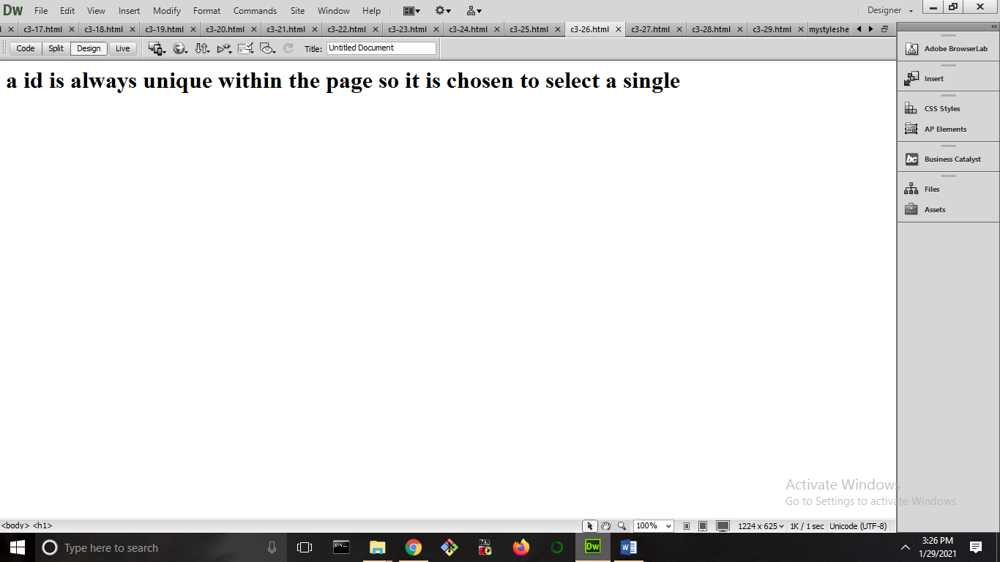 Dw File Edit View Insert Modify Format Commands Site Window Help Designer
c3-17.html c3-18.html c3-19.html c3-20.html c3-21.html c3-22.html c3-23.html c3-24.html c3-25.html c3-26.html c3-27.html c3-28.html c3-29.html mystyleshe
Code Split Design Live Title: Untitled Document
a id is always unique within the page so it is chosen to select a single
Adobe BrowserLab
Insert
CSS Styles
AP Elements
bc Business Catalyst
Files
Assets
Activate Windows
Go to Settings to activate Windows.
<body> <h1> 100% 1224 x 625 1K / 1 sec Unicode (UTF-8)
Type here to search Dw 3:26 PM
1/29/2021